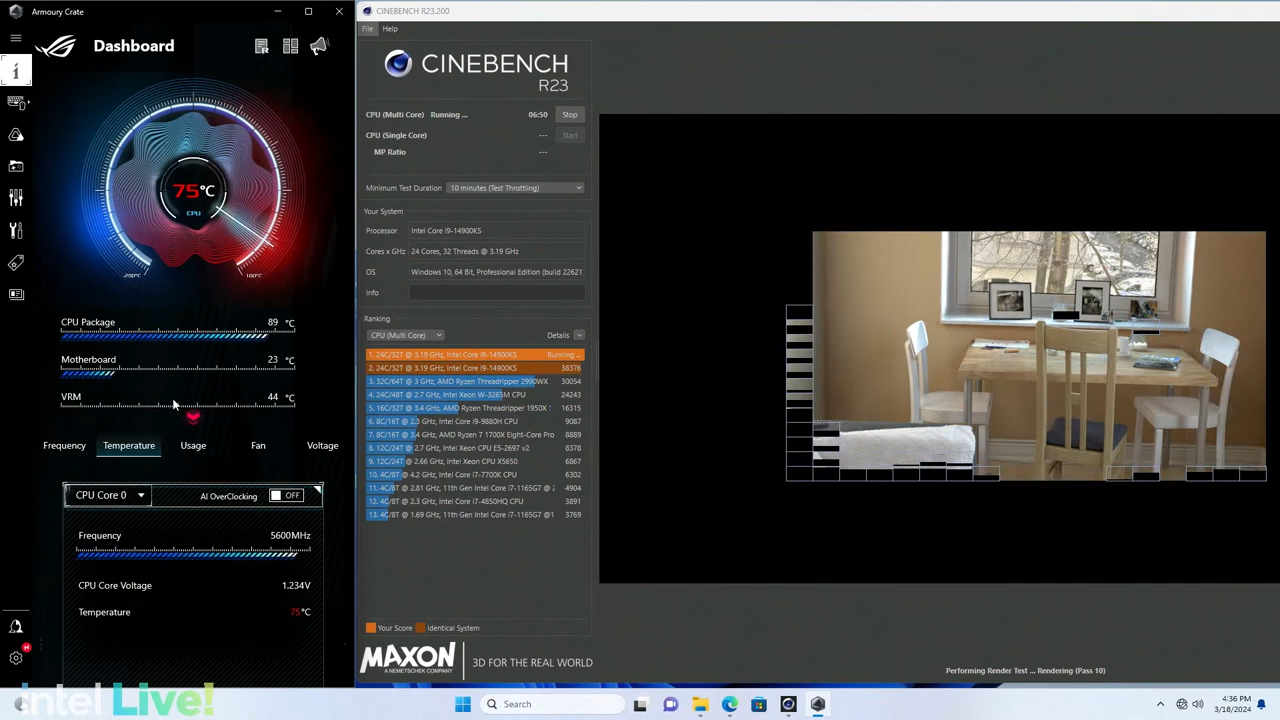 Armoury Crate
Dashboard
75°C
CPU
-200°C
100°C
CPU Package 89 °C
Motherboard 23 °C
VRM 44 °C
Frequency Temperature Usage Fan Voltage
CPU Core 0 AI OverClocking OFF
Frequency 5600MHz
CPU Core Voltage 1.234V
Temperature 75°C
intel Live!
CINEBENCH R23.200
File Help
CINEBENCH
R23
CPU (Multi Core) Running ... 06:50 Stop
CPU (Single Core) --- Start
MP Ratio ---
Minimum Test Duration 10 minutes (Test Throttling)
Your System
Processor Intel Core i9-14900KS
Cores x GHz 24 Cores, 32 Threads @ 3.19 GHz
OS Windows 10, 64 Bit, Professional Edition (build 22621)
Info
Ranking
CPU (Multi Core) Details
1. 24C/32T @ 3.19 GHz, Intel Core i9-14900KS Running ...
2. 24C/32T @ 3.19 GHz, Intel Core i9-14900KS 38376
3. 32C/64T @ 3 GHz, AMD Ryzen Threadripper 2990WX 30054
4. 24C/48T @ 2.7 GHz, Intel Xeon W-3265M CPU 24243
5. 16C/32T @ 3.4 GHz, AMD Ryzen Threadripper 1950X 16315
6. 8C/16T @ 2.3 GHz, Intel Core i9-9880H CPU 9087
7. 8C/16T @ 3.4 GHz, AMD Ryzen 7 1700X Eight-Core Pro 8889
8. 12C/24T @ 2.7 GHz, Intel Xeon CPU E5-2697 v2 8378
9. 12C/24T @ 2.66 GHz, Intel Xeon CPU X5650 6867
10. 4C/8T @ 4.2 GHz, Intel Core i7-7700K CPU 6302
11. 4C/8T @ 2.81 GHz, 11th Gen Intel Core i7-1165G7 @ 2 4904
12. 4C/8T @ 2.3 GHz, Intel Core i7-4850HQ CPU 3891
13. 4C/8T @ 1.69 GHz, 11th Gen Intel Core i7-1165G7 @1 3769
Your Score Identical System
MAXON
A NEMETSCHEK COMPANY
3D FOR THE REAL WORLD
Performing Render Test ... Rendering (Pass 10)
Search
4:36 PM
3/18/2024